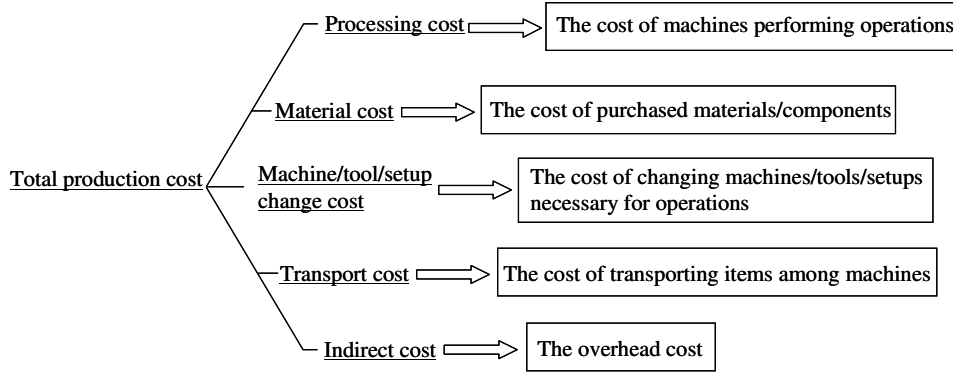 Processing cost
The cost of machines performing operations
Material cost
The cost of purchased materials/components
Total production cost
Machine/tool/setup
change cost
The cost of changing machines/tools/setups
necessary for operations
Transport cost
The cost of transporting items among machines
Indirect cost
The overhead cost